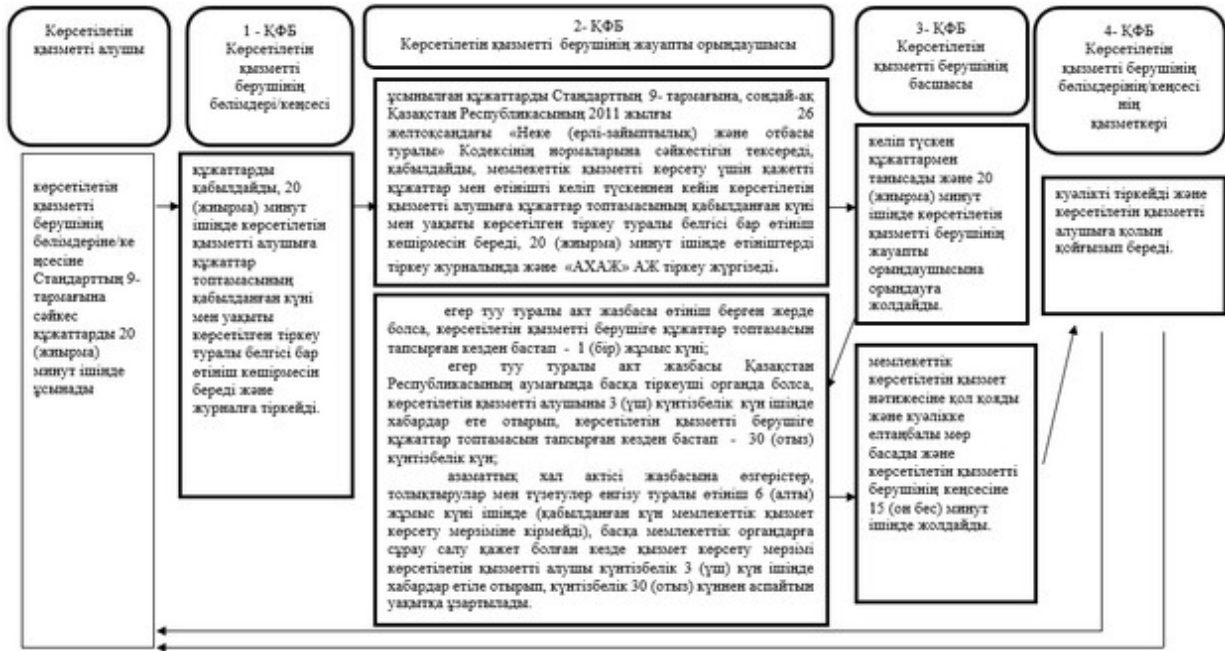 Көрсетілетін
қызметті алушы
1 - ҚФБ
Көрсетілетін
қызметті
берушінің
бөлімдері/кеңсесі
2- ҚФБ
Көрсетілетін қызметті берушінің жауапты орындаушысы
3- ҚФБ
Көрсетілетін
қызметті берушінің
басшысы
4- ҚФБ
Көрсетілетін
қызметті берушінің
бөлімдерінің/кеңсесі
нің
қызметкері
көрсетілетін
қызметті
берушінің
бөлімдеріне/ке
ңсесіне
Стандарттың 9-
тармағына
сәйкес
құжаттарды 20
(жиырма)
минут ішінде
ұсынады
құжаттарды
қабылдайды, 20
(жиырма) минут
ішінде көрсетілетін
қызметті алушыға
құжаттар
топтамасының
қабылданған күні
мен уақыты
көрсетілген тіркеу
туралы белгісі бар
өтініш көшірмесін
береді және
журналға тіркейді.
ұсынылған құжаттарды Стандарттың 9- тармағына, сондай-ақ
Қазақстан Республикасының 2011 жылғы 26
желтоқсандағы «Неке (ерлі-зайыптылық) және отбасы
туралы» Кодексінің нормаларына сәйкестігін тексереді,
қабылдайды, мемлекеттік қызметті көрсету үшін қажетті
құжаттар мен өтінішті келіп түскеннен кейін көрсетілетін
қызметті алушыға құжаттар топтамасының қабылданған күні
мен уақыты көрсетілген тіркеу туралы белгісі бар өтініш
көшірмесін береді, 20 (жиырма) минут ішінде өтініштерді
тіркеу журналында және «АХАЖ» АЖ тіркеу жүргізеді.
егер туу туралы акт жазбасы өтініш берген жерде
болса, көрсетілетін қызметті берушіге құжаттар топтамасын
тапсырған кезден бастап - 1 (бір) жұмыс күні;
егер туу туралы акт жазбасы Қазақстан
Республикасының аумағында басқа тіркеуші органда болса,
көрсетілетін қызметті алушыны 3 (үш) күнтізбелік күн ішінде
хабардар ете отырып, көрсетілетін қызметті берушіге
құжаттар топтамасын тапсырған кезден бастап - 30 (отыз)
күнтізбелік күн;
азаматтық хал актісі жазбасына өзгерістер,
толықтырулар мен түзетулер енгізу туралы өтініш 6 (алты)
жұмыс күні ішінде (қабылданған күн мемлекеттік қызмет
көрсету мерзіміне кірмейді), басқа мемлекеттік органдарға
сұрау салу қажет болған кезде қызмет көрсету мерзімі
көрсетілетін қызметті алушы күнтізбелік 3 (үш) күн ішінде
хабардар етіле отырып, күнтізбелік 30 (отыз) күннен аспайтын
уақытқа ұзартылады.
келіп түскен
құжаттармен
танысады және 20
(жиырма) минут
ішінде көрсетілетін
қызметті берушінің
жауапты
орындаушысына
орындауға
жолдайды.
мемлекеттік
көрсетілетін қызмет
нәтижесіне қол қояды
және куәлікке
елтаңбалы мөр
басады және
көрсетілетін қызметті
берушінің кеңсесіне
15 (он бес) минут
ішінде жолдайды.
куәлікті тіркейді және
көрсетілетін қызметті
алушыға қолын
қойғызып береді.